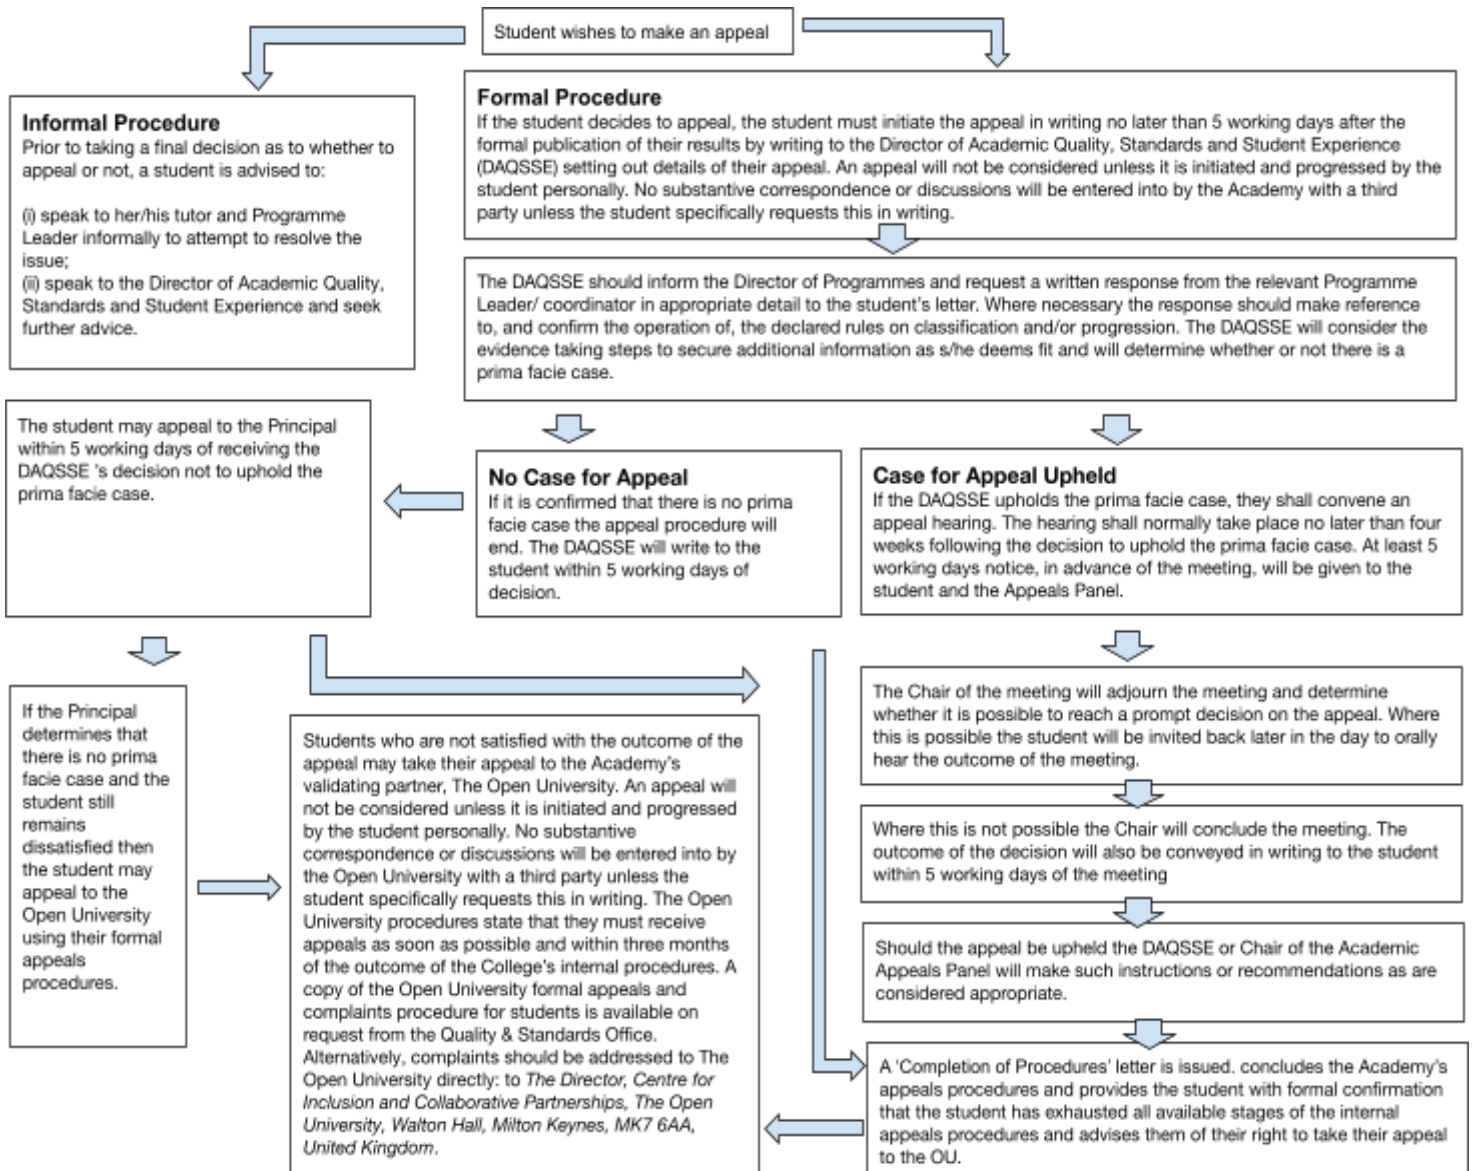 Student wishes to make an appeal
Informal Procedure
Prior to taking a final decision as to whether to
appeal or not, a student is advised to:
(i) speak to her/his tutor and Programme
Leader informally to attempt to resolve the
issue;
(ii) speak to the Director of Academic Quality,
Standards and Student Experience and seek
further advice.
Formal Procedure
If the student decides to appeal, the student must initiate the appeal in writing no later than 5 working days after the
formal publication of their results by writing to the Director of Academic Quality, Standards and Student Experience
(DAQSSE) setting out details of their appeal. An appeal will not be considered unless it is initiated and progressed by the
student personally. No substantive correspondence or discussions will be entered into by the Academy with a third
party unless the student specifically requests this in writing.
The DAQSSE should inform the Director of Programmes and request a written response from the relevant Programme
Leader/ coordinator in appropriate detail to the student's letter. Where necessary the response should make reference
to, and confirm the operation of, the declared rules on classification and/or progression. The DAQSSE will consider the
evidence taking steps to secure additional information as s/he deems fit and will determine whether or not there is a
prima facie case.
The student may appeal to the Principal
within 5 working days of receiving the
DAQSSE 's decision not to uphold the
prima facie case.
No Case for Appeal
If it is confirmed that there is no prima
facie case the appeal procedure will
end. The DAQSSE will write to the
student within 5 working days of
decision.
Case for Appeal Upheld
If the DAQSSE upholds the prima facie case, they shall convene an
appeal hearing. The hearing shall normally take place no later than four
weeks following the decision to uphold the prima facie case. At least 5
working days notice, in advance of the meeting, will be given to the
student and the Appeals Panel.
If the Principal
determines that
there is no prima
facie case and the
student still
remains
dissatisfied then
the student may
appeal to the
Open University
using their formal
appeals
procedures.
Students who are not satisfied with the outcome of the
appeal may take their appeal to the Academy's
validating partner, The Open University. An appeal will
not be considered unless it is initiated and progressed
by the student personally. No substantive
correspondence or discussions will be entered into by
the Open University with a third party unless the
student specifically requests this in writing. The Open
University procedures state that they must receive
appeals as soon as possible and within three months
of the outcome of the College's internal procedures. A
copy of the Open University formal appeals and
complaints procedure for students is available on
request from the Quality & Standards Office.
Alternatively, complaints should be addressed to The
Open University directly: to The Director, Centre for
Inclusion and Collaborative Partnerships, The Open
University, Walton Hall, Milton Keynes, MK7 6AA,
United Kingdom.
The Chair of the meeting will adjourn the meeting and determine
whether it is possible to reach a prompt decision on the appeal. Where
this is possible the student will be invited back later in the day to orally
hear the outcome of the meeting.
Where this is not possible the Chair will conclude the meeting. The
outcome of the decision will also be conveyed in writing to the student
within 5 working days of the meeting
Should the appeal be upheld the DAQSSE or Chair of the Academic
Appeals Panel will make such instructions or recommendations as are
considered appropriate.
A 'Completion of Procedures' letter is issued. concludes the Academy's
appeals procedures and provides the student with formal confirmation
that the student has exhausted all available stages of the internal
appeals procedures and advises them of their right to take their appeal
to the OU.